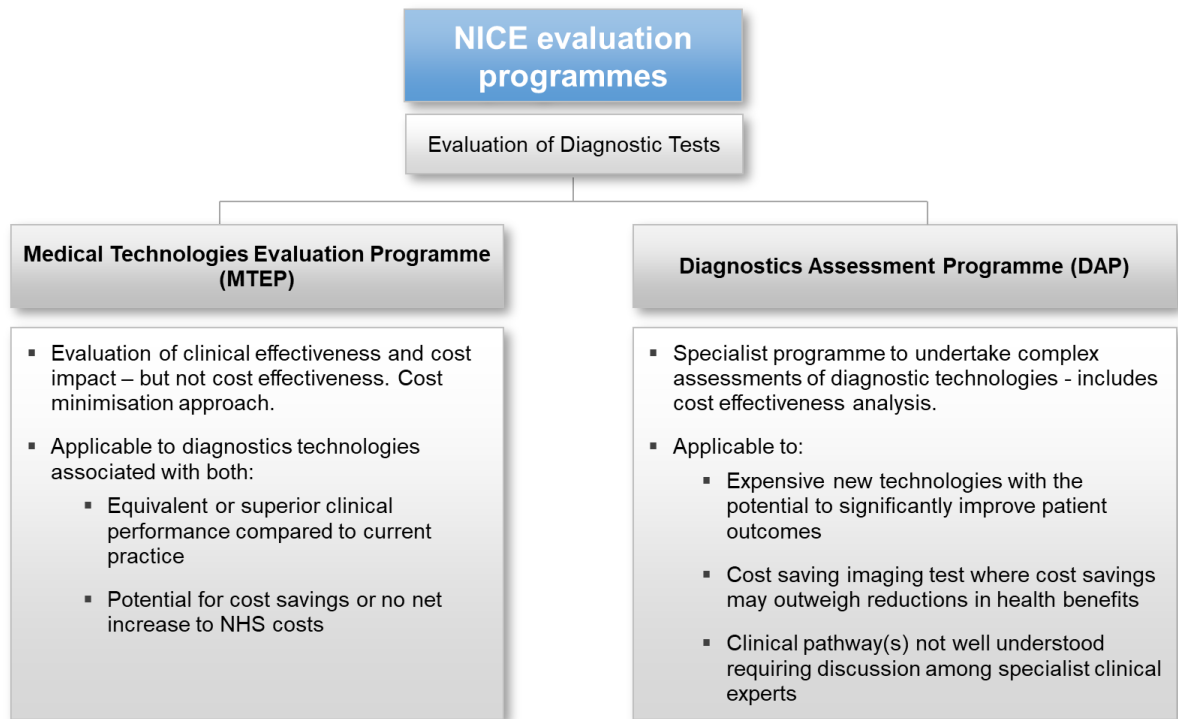 NICE evaluation
programmes
Evaluation of Diagnostic Tests
Medical Technologies Evaluation Programme
(MTEP)
▪ Evaluation of clinical effectiveness and cost
impact – but not cost effectiveness. Cost
minimisation approach.
▪ Applicable to diagnostics technologies
associated with both:
▪ Equivalent or superior clinical
performance compared to current
practice
▪ Potential for cost savings or no net
increase to NHS costs
Diagnostics Assessment Programme (DAP)
▪ Specialist programme to undertake complex
assessments of diagnostic technologies - includes
cost effectiveness analysis.
▪ Applicable to:
▪ Expensive new technologies with the
potential to significantly improve patient
outcomes
▪ Cost saving imaging test where cost savings
may outweigh reductions in health benefits
▪ Clinical pathway(s) not well understood
requiring discussion among specialist clinical
experts